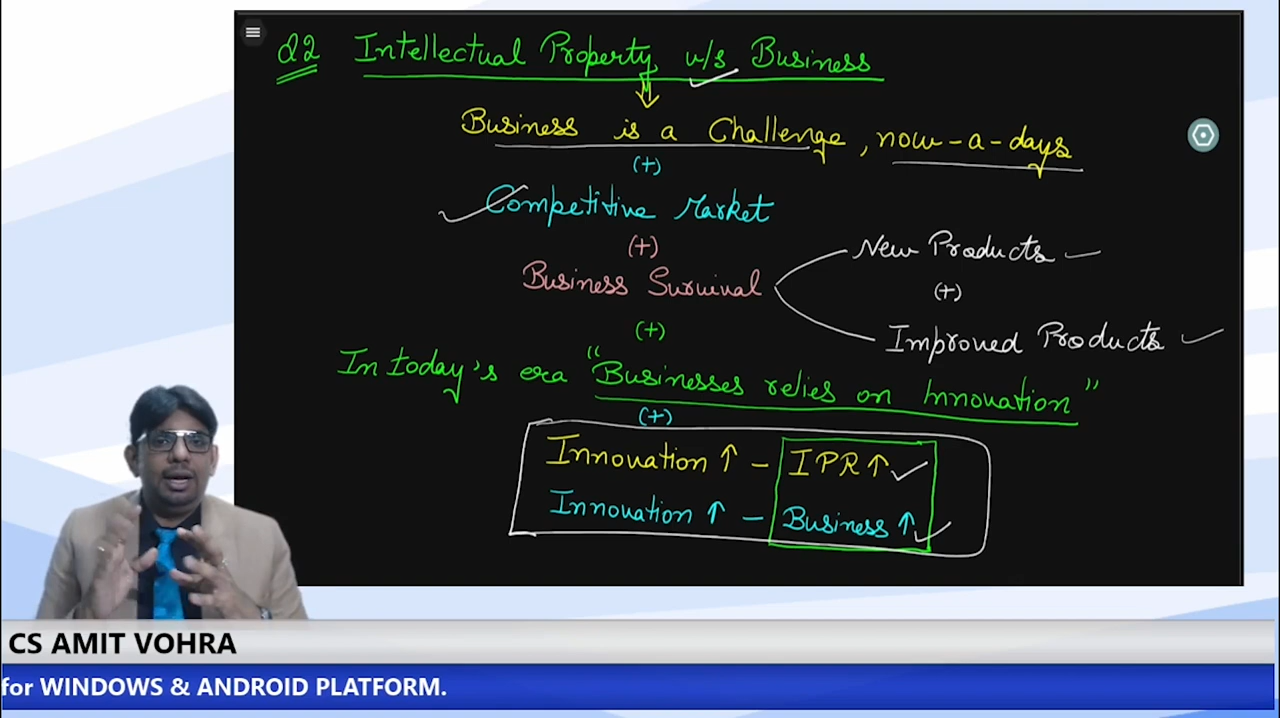 Q2 Intellectual Property v/s Business
Business is a Challenge, now-a-days
(+)
Competitive Market
(+)
Business Survival
New Products
(+)
Improved Products
(+)
In today's era "Businesses relies on Innovation"
(+)
Innovation ↑ - IPR ↑
Innovation ↑ - Business ↑
CS AMIT VOHRA
for WINDOWS & ANDROID PLATFORM.